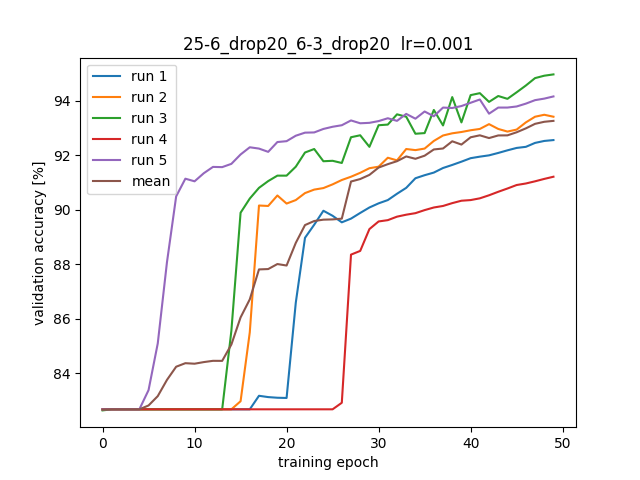 25-6_drop20_6-3_drop20 lr=0.001
run 1
run 2
run 3
run 4
run 5
mean
validation accuracy [%]
94
92
90
88
86
84
0 10 20 30 40 50
training epoch